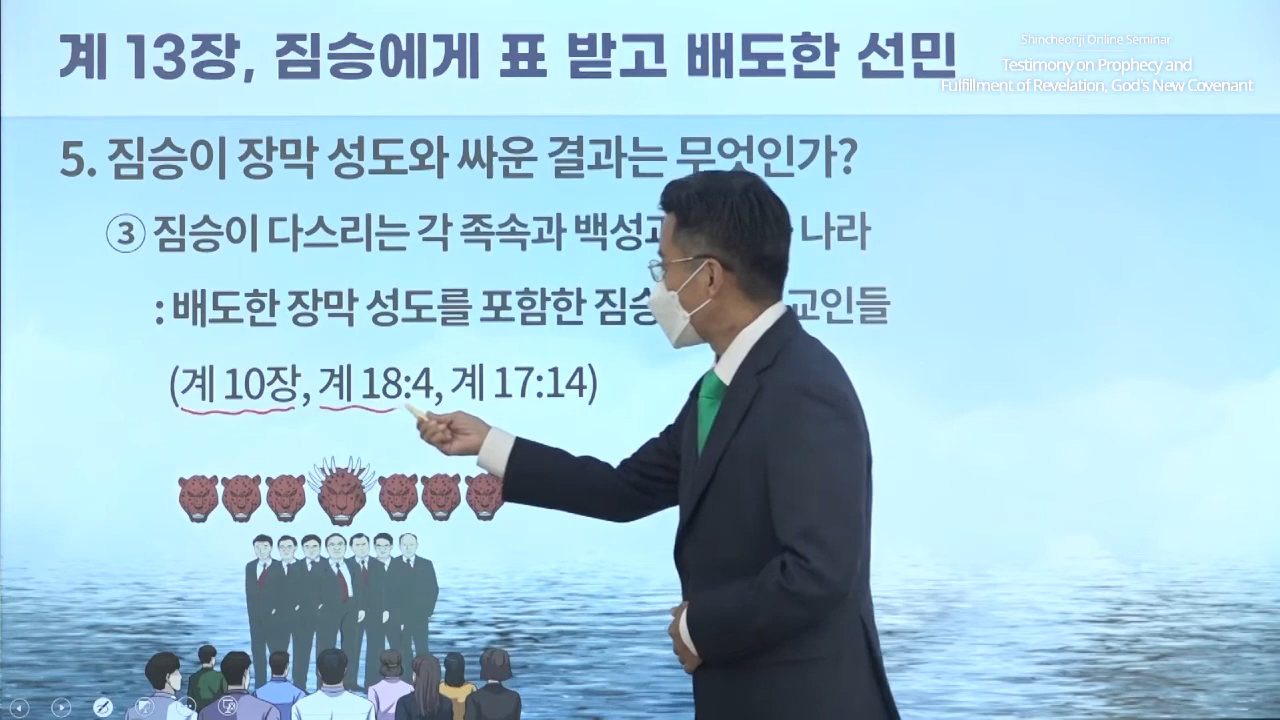 계 13장, 짐승에게 표 받고 배도한 선민
Shincheonji Online Seminar
Testimony on Prophecy and
Fulfillment of Revelation, God's New Covenant
5. 짐승이 장막 성도와 싸운 결과는 무엇인가?
③ 짐승이 다스리는 각 족속과 백성과 나라
: 배도한 장막 성도를 포함한 짐승 교인들
(계 10장, 계 18:4, 계 17:14)